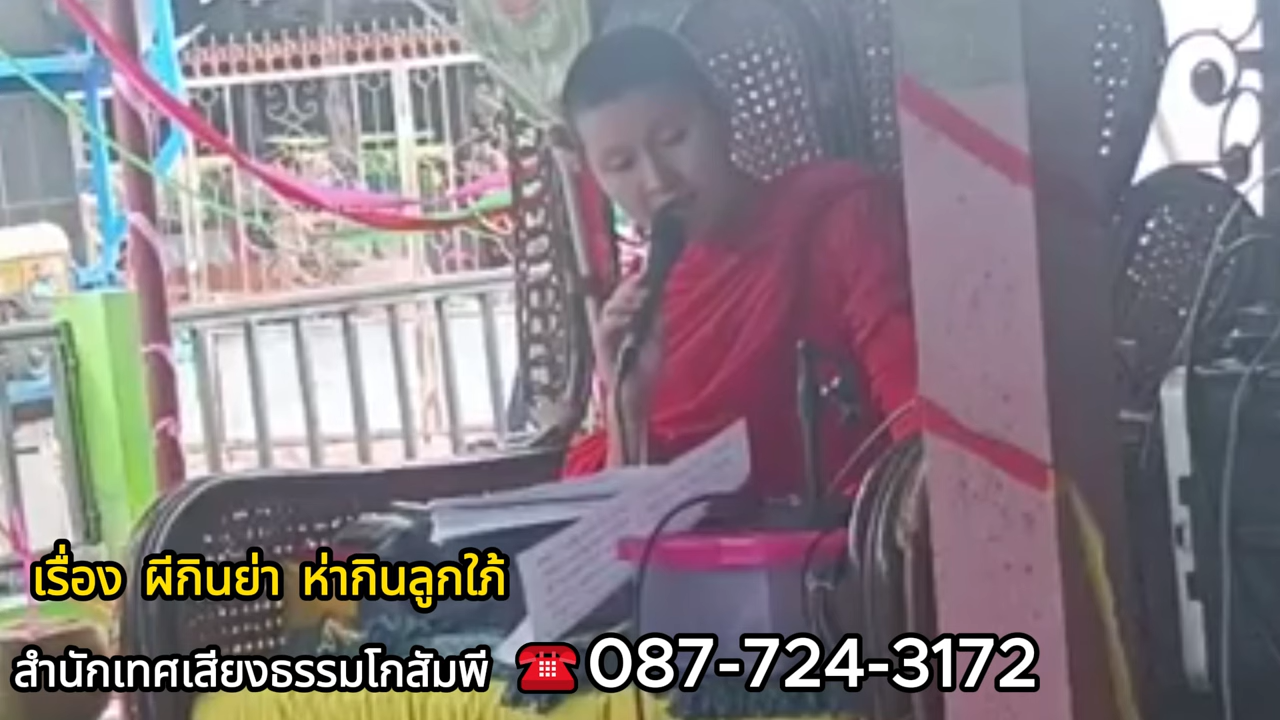 เรื่อง ผีกินย่า ห่ากินลูกใภ้
สำนักเทศเสียงธรรมโกสัมพี ☎087-724-3172